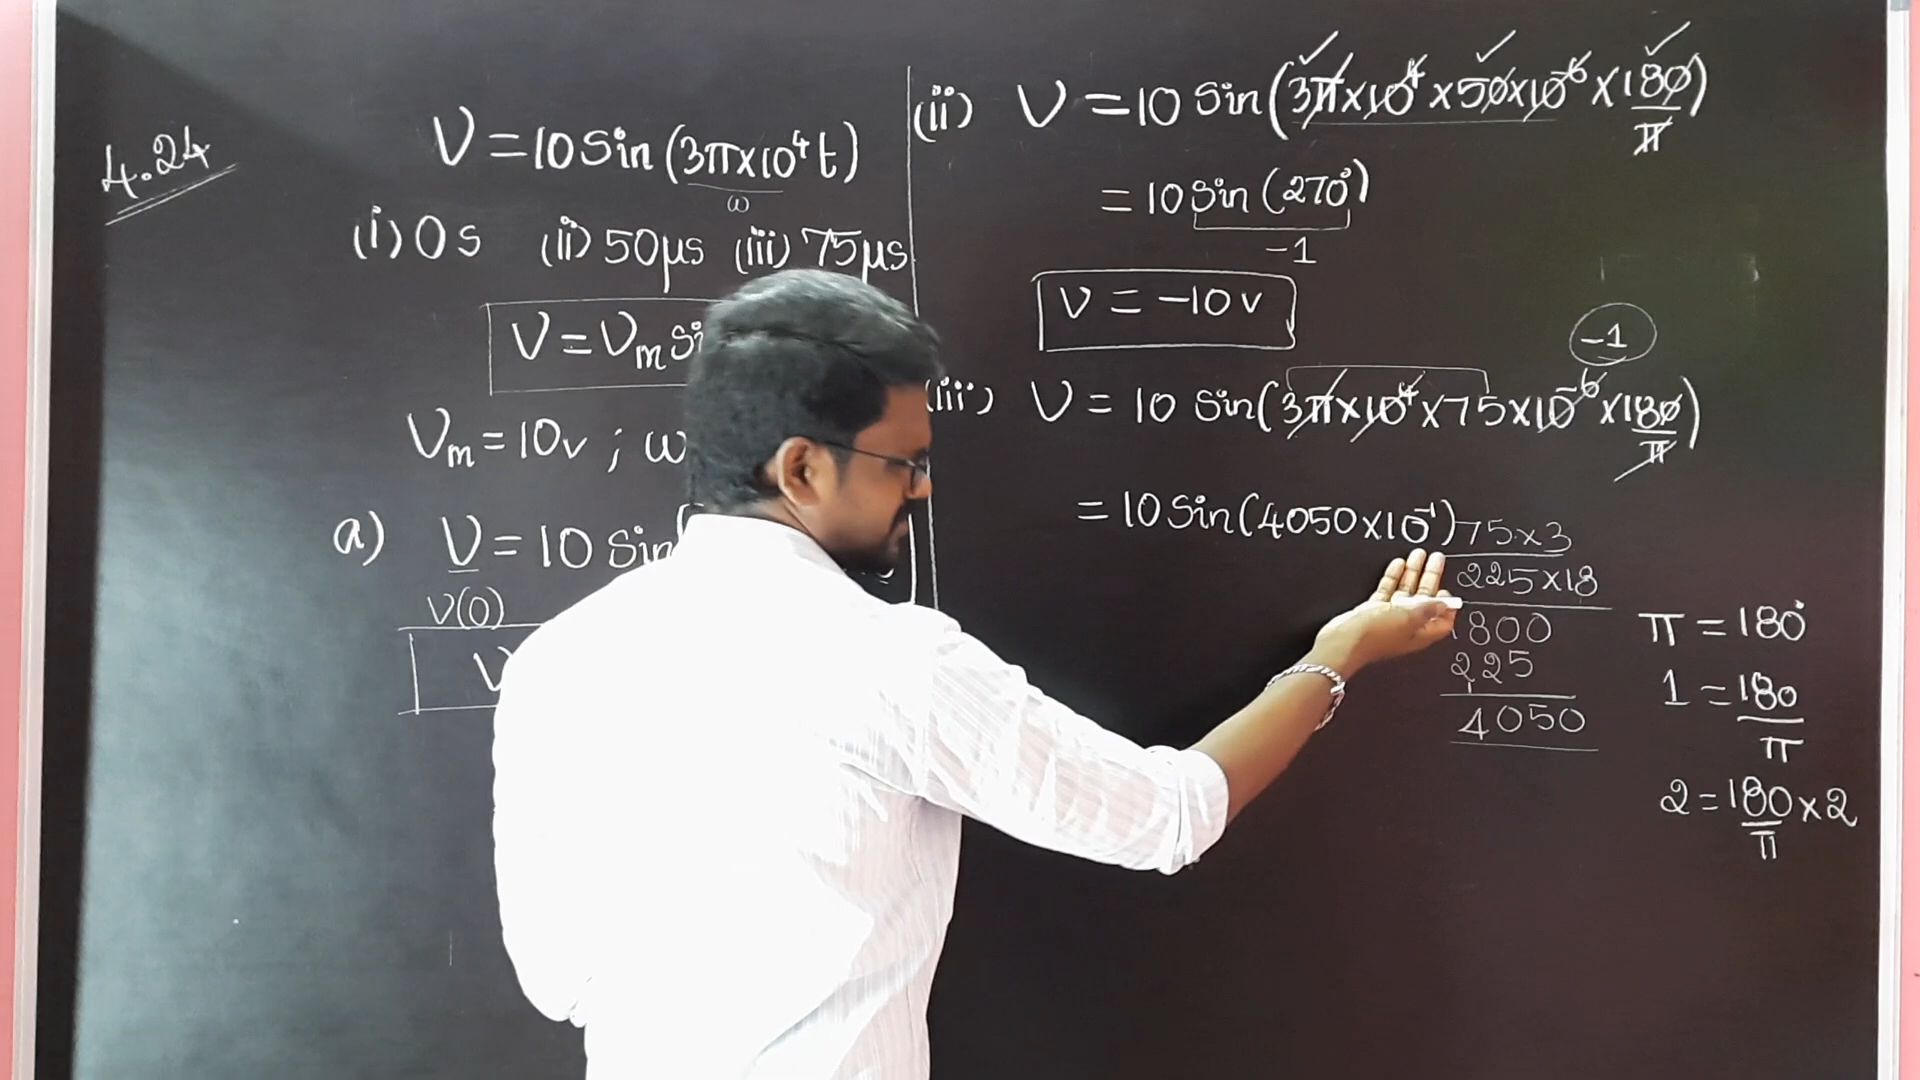 4.24
V = 10 Sin (3π×10⁴t)
ω
(i) 0 s (ii) 50μs (iii) 75μs
V = Vm Si
Vm = 10v ; ω
a) V = 10 Sin(
V(0)
V
(ii) V = 10 Sin (3π×10⁴×50×10⁻⁶×180/π)
= 10 Sin (270°)
-1
V = -10 v
-1
(iii) V = 10 Sin (3π×10⁴×75×10⁻⁶×180/π)
= 10 Sin (4050×10⁻¹)
75×3
225×18
1800
225
4050
π = 180°
1 = 180/π
2 = 180/π × 2